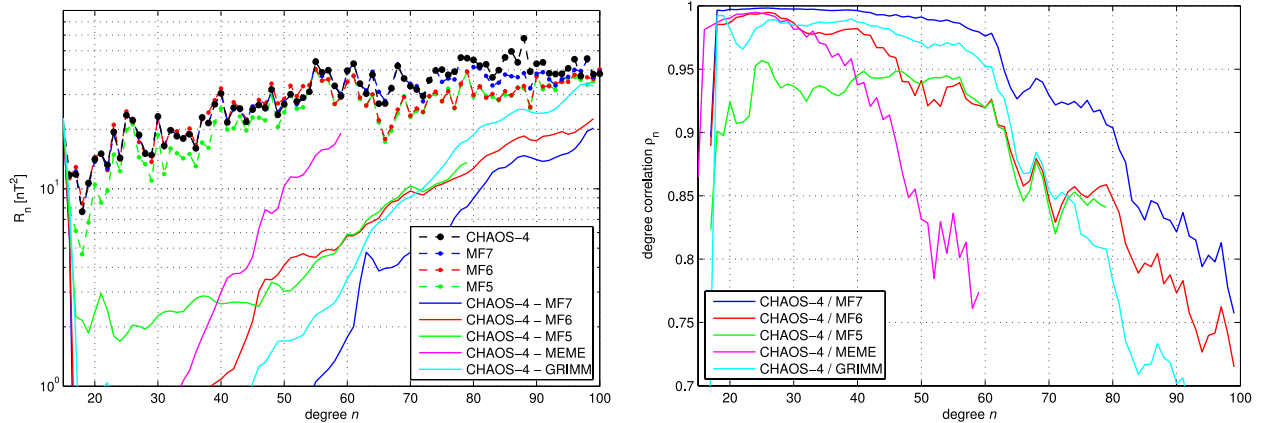 R_n [nT²]
10¹
10⁰
CHAOS−4
MF7
MF6
MF5
CHAOS−4 − MF7
CHAOS−4 − MF6
CHAOS−4 − MF5
CHAOS−4 − MEME
CHAOS−4 − GRIMM
20 30 40 50 60 70 80 90 100
degree n
degree correlation ρ_n
1
0.95
0.9
0.85
0.8
0.75
0.7
CHAOS−4 / MF7
CHAOS−4 / MF6
CHAOS−4 / MF5
CHAOS−4 / MEME
CHAOS−4 / GRIMM
20 30 40 50 60 70 80 90 100
degree n